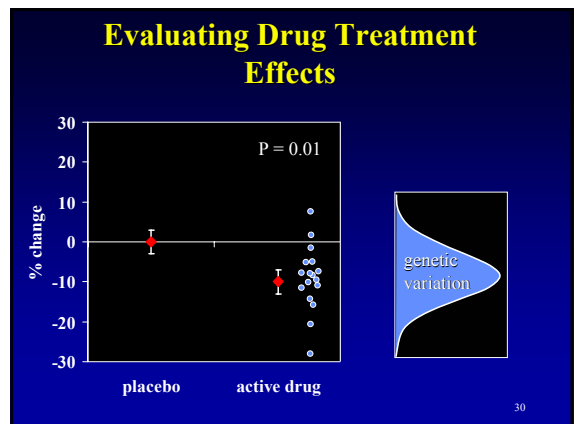 Evaluating Drug Treatment
Effects
30
20
10
0
-10
-20
-30
% change
P = 0.01
placebo
active drug
genetic
variation
30